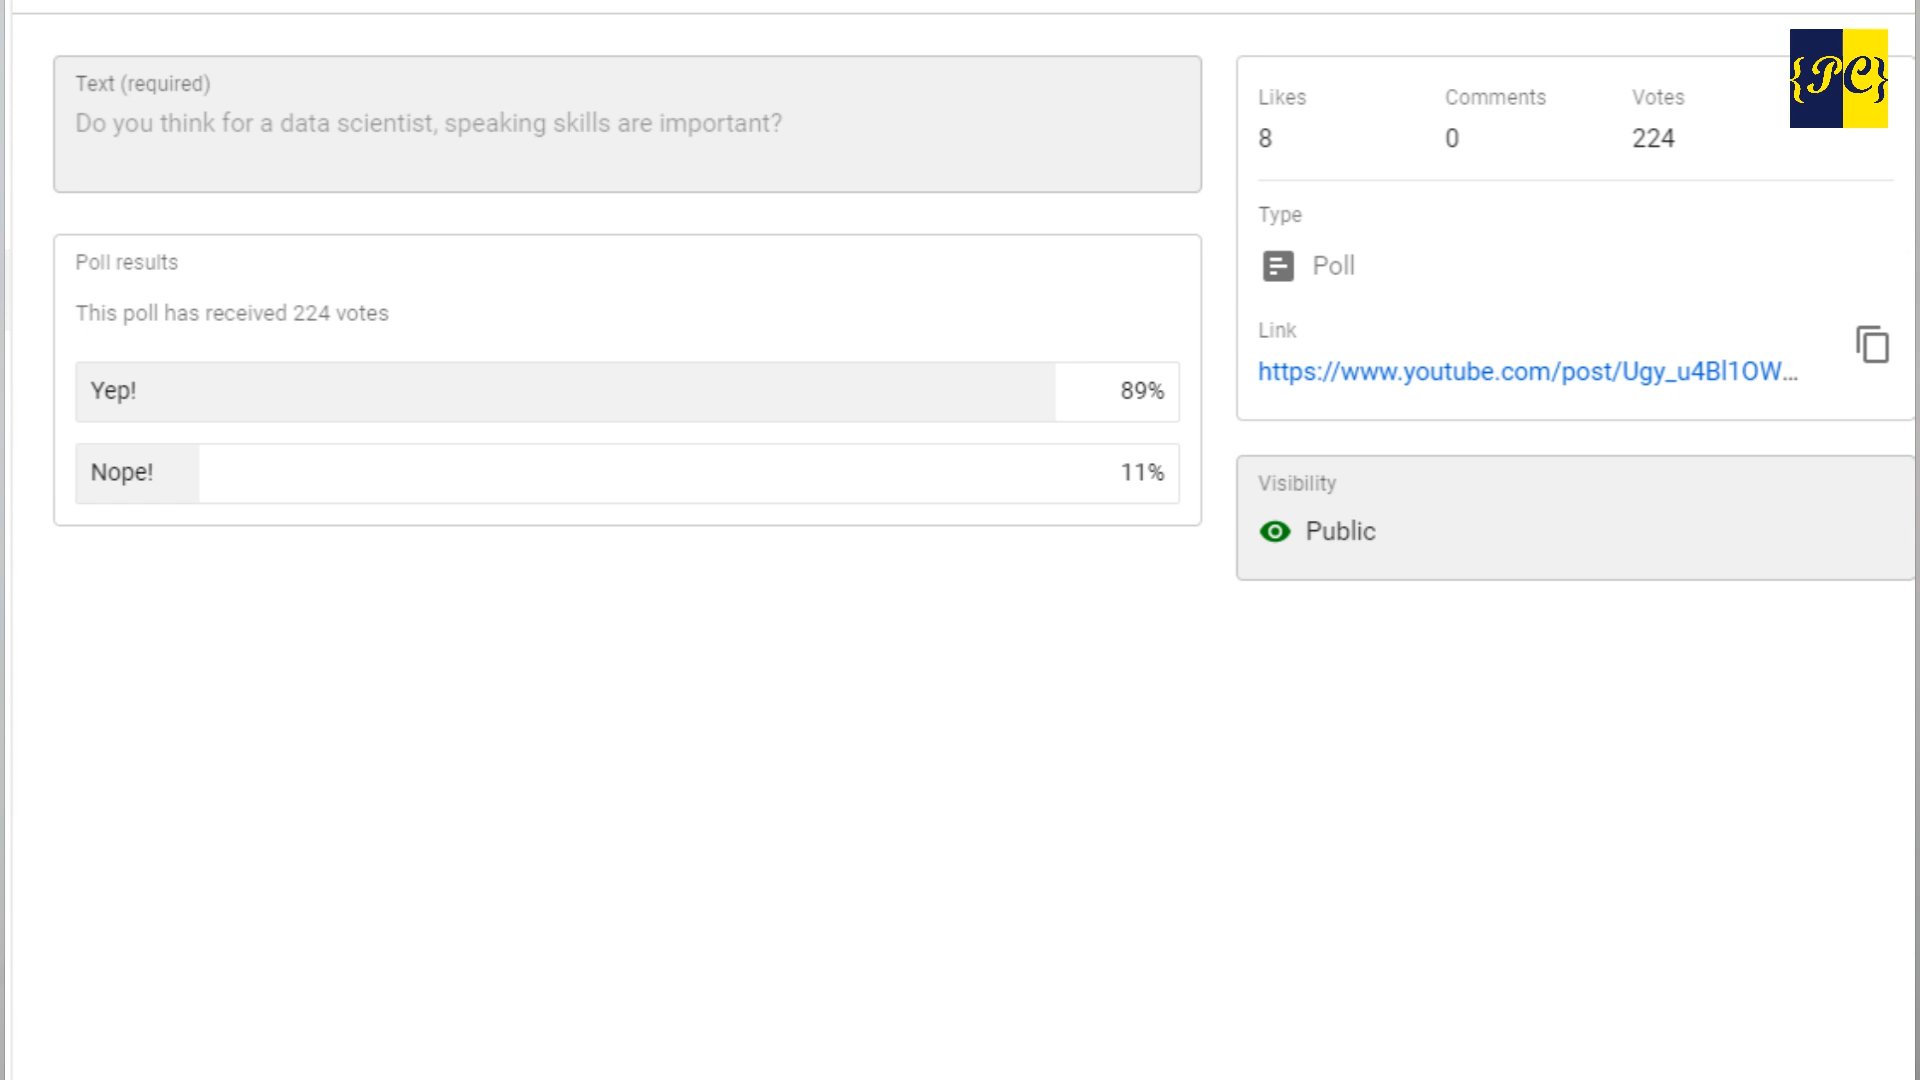 Text (required)
Do you think for a data scientist, speaking skills are important?
Poll results
This poll has received 224 votes
Yep! 89%
Nope! 11%
{PC}
Likes Comments Votes
8 0 224
Type
Poll
Link
https://www.youtube.com/post/Ugy_u4Bl1OW...
Visibility
Public